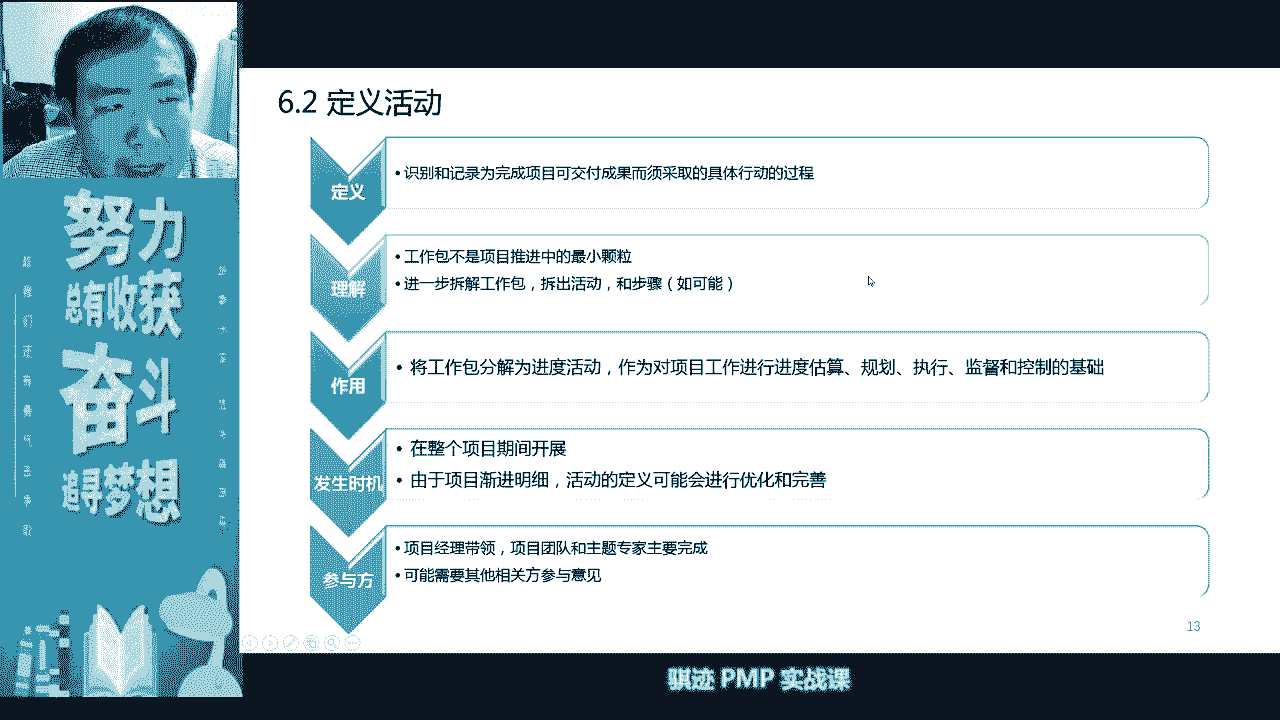 6.2 定义活动
定义
•识别和记录为完成项目可交付成果而须采取的具体行动的过程
理解
•工作包不是项目推进中的最小颗粒
•进一步拆解工作包，拆出活动，和步骤（如可能）
作用
• 将工作包分解为进度活动，作为对项目工作进行进度估算、规划、执行、监督和控制的基础
发生时机
• 在整个项目期间开展
• 由于项目渐进明细，活动的定义可能会进行优化和完善
参与方
•项目经理带领，项目团队和主题专家主要完成
•可能需要其他相关方参与意见
13
努力
总有收获
奋斗
追寻梦想
骐迹 PMP 实战课